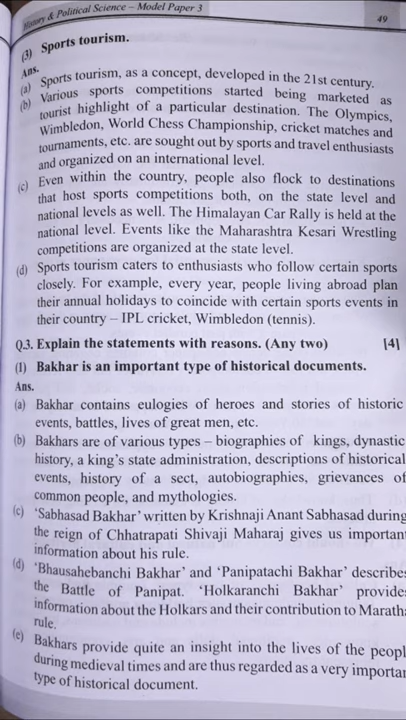 History & Political Science – Model Paper 3
49
(3) Sports tourism.
Ans.
(a) Sports tourism, as a concept, developed in the 21st century.
(b) Various sports competitions started being marketed as
tourist highlight of a particular destination. The Olympics,
Wimbledon, World Chess Championship, cricket matches and
tournaments, etc. are sought out by sports and travel enthusiasts
and organized on an international level.
(c) Even within the country, people also flock to destinations
that host sports competitions both, on the state level and
national levels as well. The Himalayan Car Rally is held at the
national level. Events like the Maharashtra Kesari Wrestling
competitions are organized at the state level.
(d) Sports tourism caters to enthusiasts who follow certain sports
closely. For example, every year, people living abroad plan
their annual holidays to coincide with certain sports events in
their country – IPL cricket, Wimbledon (tennis).
Q.3. Explain the statements with reasons. (Any two) [4]
(1) Bakhar is an important type of historical documents.
Ans.
(a) Bakhar contains eulogies of heroes and stories of historic
events, battles, lives of great men, etc.
(b) Bakhars are of various types – biographies of kings, dynastic
history, a king's state administration, descriptions of historical
events, history of a sect, autobiographies, grievances of
common people, and mythologies.
(c) 'Sabhasad Bakhar' written by Krishnaji Anant Sabhasad during
the reign of Chhatrapati Shivaji Maharaj gives us importan
information about his rule.
(d) 'Bhausahebanchi Bakhar' and 'Panipatachi Bakhar' describe
the Battle of Panipat. 'Holkaranchi Bakhar' provide
information about the Holkars and their contribution to Marath
rule.
(e) Bakhars provide quite an insight into the lives of the peopl
during medieval times and are thus regarded as a very importan
type of historical document.